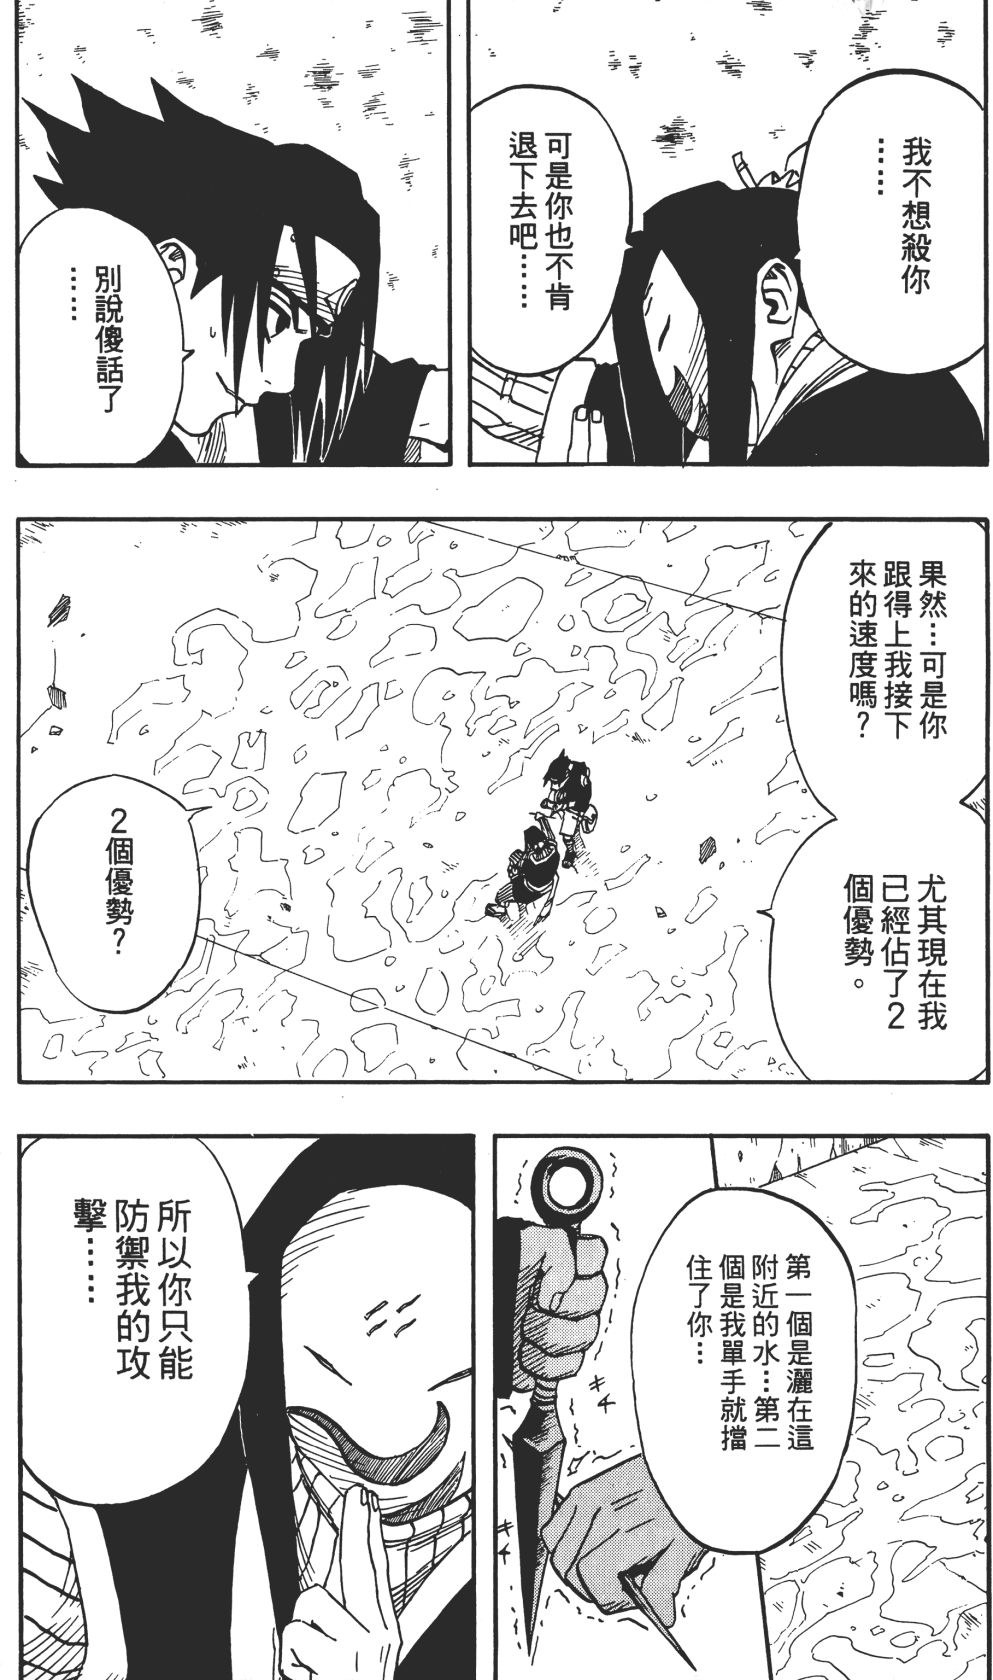 我不想殺你
……
可是你也不肯
退下去吧……
別說傻話了
……
果然…可是你
跟得上我接下
來的速度嗎？
尤其現在我
已經佔了2
個優勢。
2個優勢？
第一個是灑在這
附近的水…第二
個是我單手就擋
住了你…
キ
キ
所以你只能
防禦我的攻
擊……